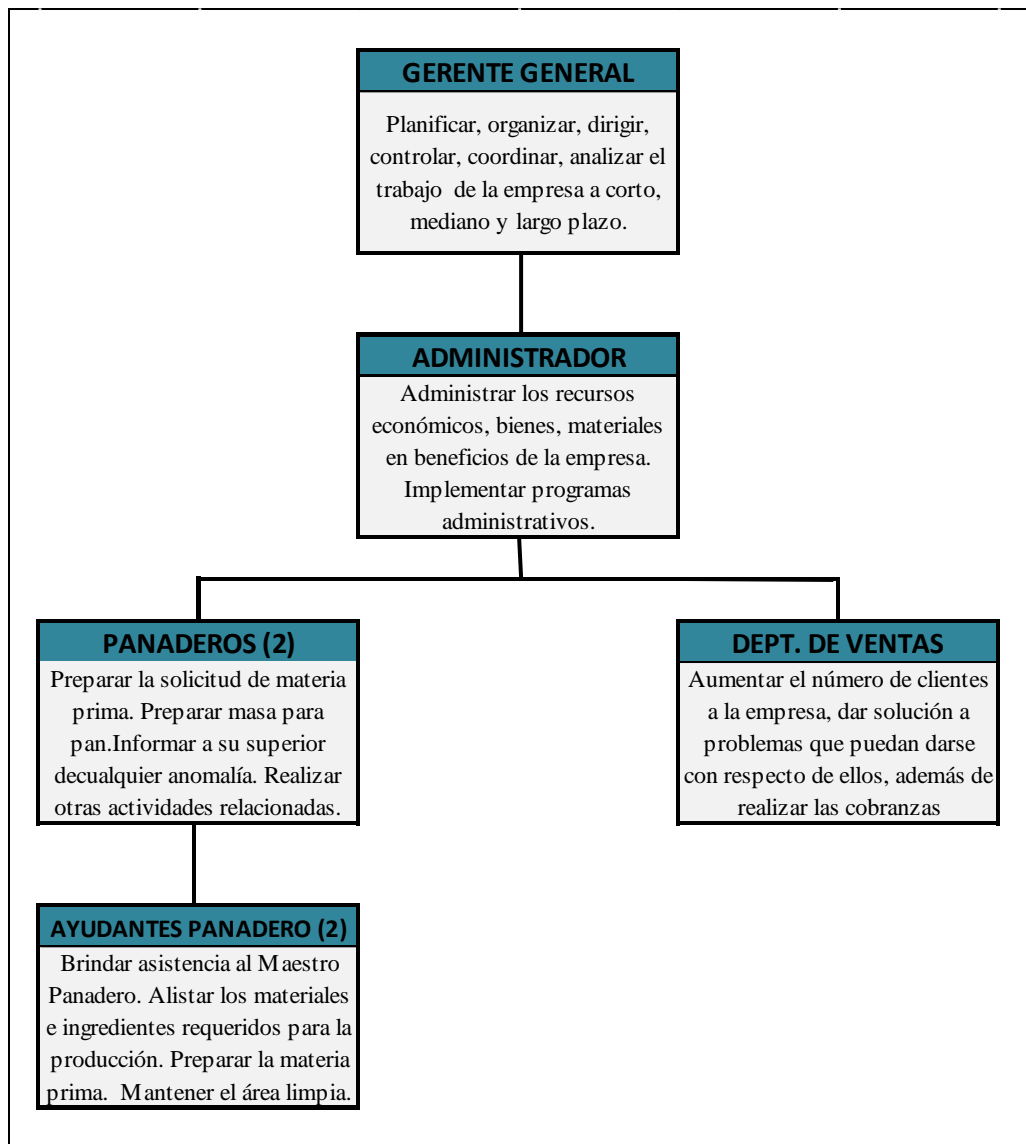 GERENTE GENERAL
Planificar, organizar, dirigir,
controlar, coordinar, analizar el
trabajo de la empresa a corto,
mediano y largo plazo.
ADMINISTRADOR
Administrar los recursos
económicos, bienes, materiales
en beneficios de la empresa.
Implementar programas
administrativos.
PANADEROS (2)
Preparar la solicitud de materia
prima. Preparar masa para
pan.Informar a su superior
decualquier anomalía. Realizar
otras actividades relacionadas.
DEPT. DE VENTAS
Aumentar el número de clientes
a la empresa, dar solución a
problemas que puedan darse
con respecto de ellos, además de
realizar las cobranzas
AYUDANTES PANADERO (2)
Brindar asistencia al Maestro
Panadero. Alistar los materiales
e ingredientes requeridos para la
producción. Preparar la materia
prima. Mantener el área limpia.